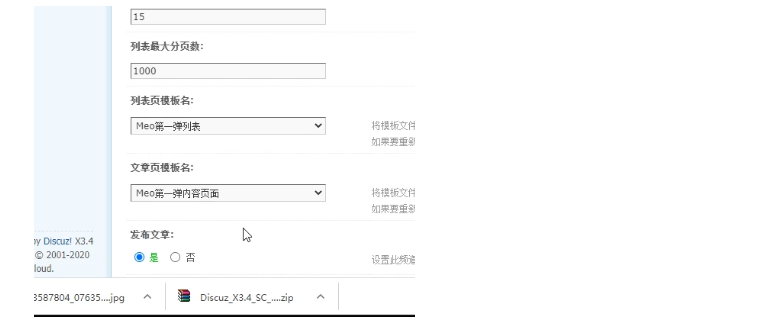 15
列表最大分页数:
1000
列表页模板名:
Meo第一弹列表
将模板文件
如果要重新
文章页模板名:
Meo第一弹内容页面
将模板文件
如果要重新
发布文章:
是 否
设置此频道
by Discuz! X3.4
© 2001-2020
loud.
3587804_07635....jpg
Discuz_X3.4_SC_....zip